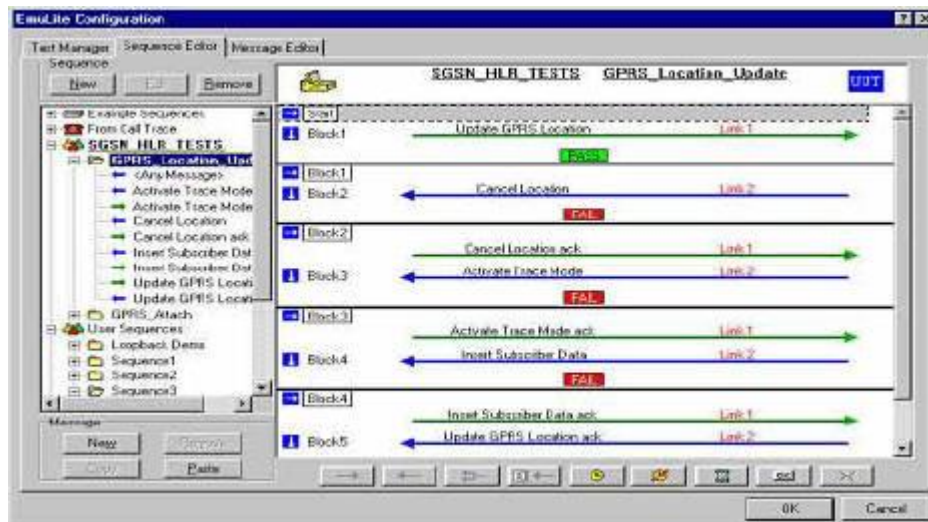 EmuLite Configuration
Test Manager
Sequence Editor
Message Editor
Sequence
New
Edit
Remove
Example Sequences
From Call Trace
SGSN_HLR_TESTS
GPRS_Location_Upd
<Any Message>
Activate Trace Mode
Activate Trace Mode
Cancel Location
Cancel Location ack
Insert Subscriber Dat
Insert Subscriber Dat
Update GPRS Locati
Update GPRS Locati
GPRS_Attach
User Sequences
Loopback Demo
Sequence1
Sequence2
Sequence3
Message
New
Remove
Copy
Paste
SGSN_HLR_TESTS GPRS_Location_Update
UUT
Start
Block1
Update GPRS Location Link 1
PASS
Block1
Block2
Cancel Location Link 2
FAIL
Block2
Cancel Location ack Link 1
Block3
Activate Trace Mode Link 2
FAIL
Block3
Activate Trace Mode ack Link 1
Block4
Insert Subscriber Data Link 2
FAIL
Block4
Insert Subscriber Data ack Link 1
Block5
Update GPRS Location ack Link 2
OK
Cancel